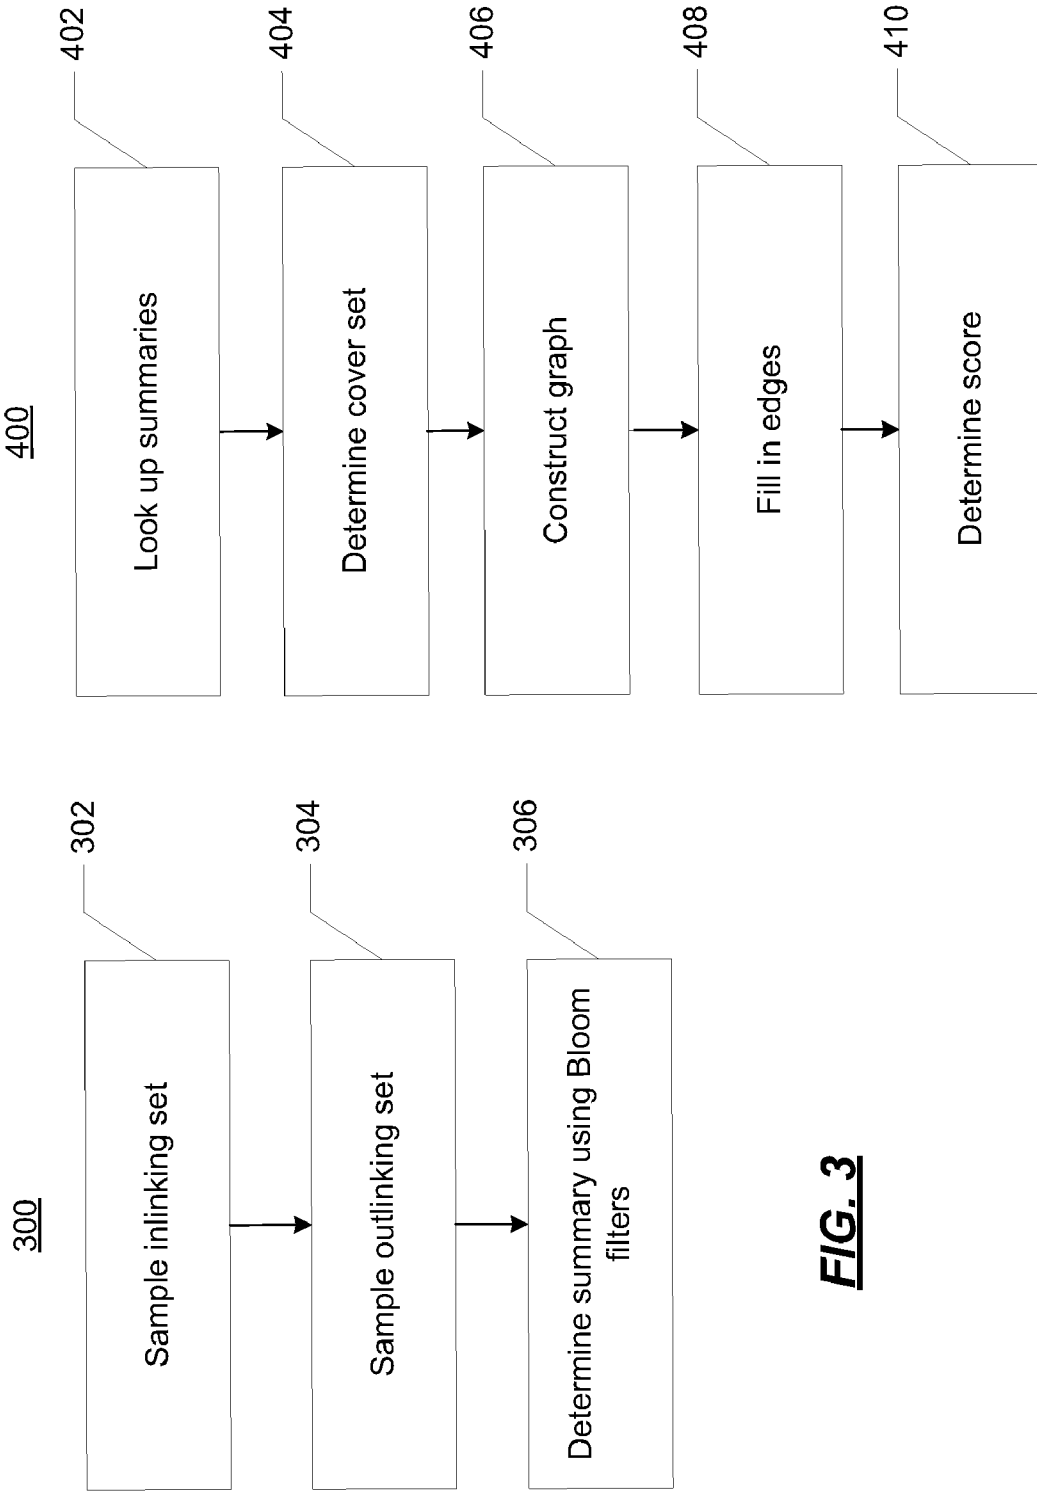 300
Sample inlinking set
302
Sample outlinking set
304
Determine summary using Bloom
filters
306
FIG. 3
400
Look up summaries
402
Determine cover set
404
Construct graph
406
Fill in edges
408
Determine score
410